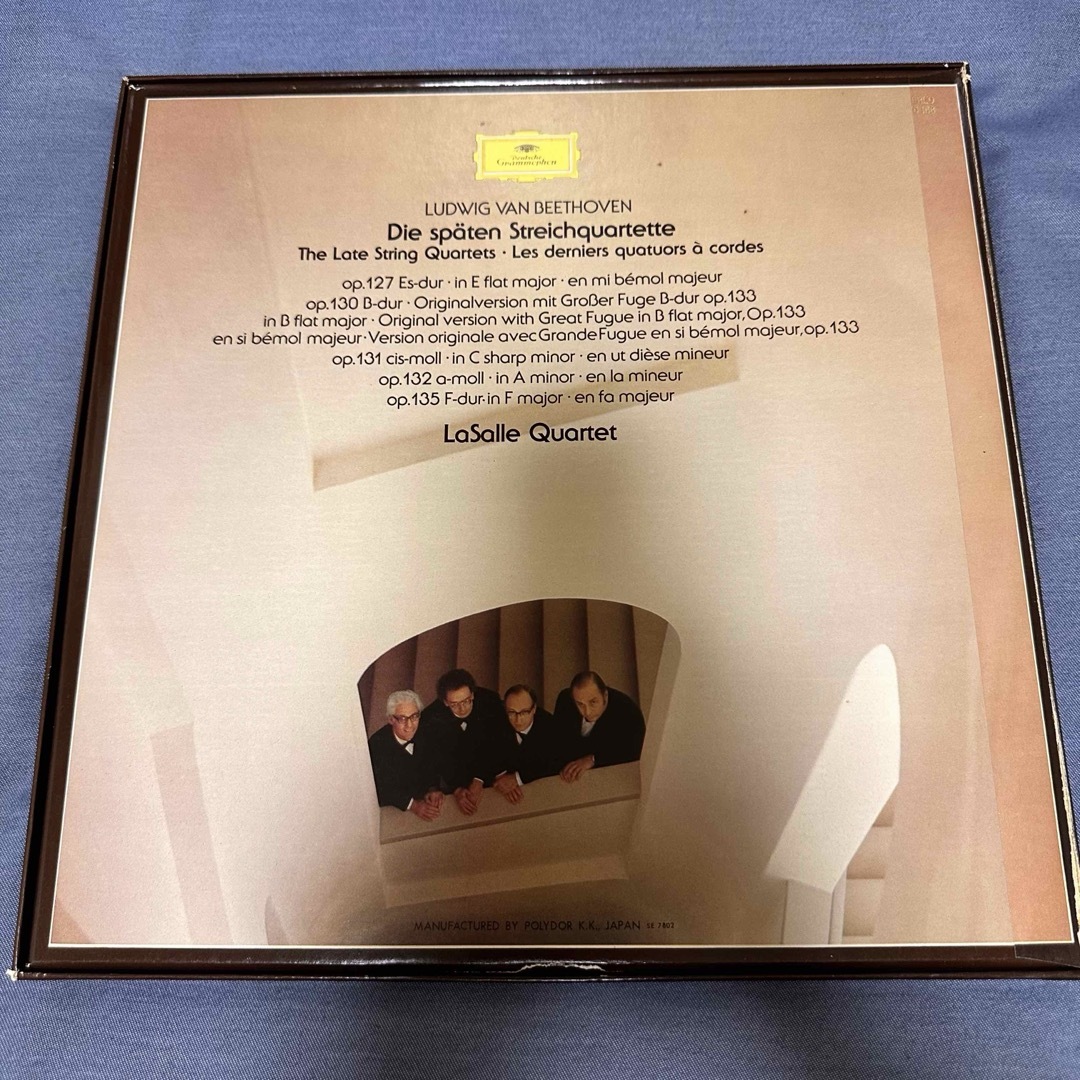 Deutsche
Grammophon
LUDWIG VAN BEETHOVEN
Die späten Streichquartette
The Late String Quartets · Les derniers quatuors à cordes
op.127 Es-dur · in E flat major · en mi bémol majeur
op.130 B-dur · Originalversion mit Großer Fuge B-dur op.133
in B flat major · Original version with Great Fugue in B flat major, Op.133
en si bémol majeur · Version originale avec Grande Fugue en si bémol majeur, op.133
op.131 cis-moll · in C sharp minor · en ut dièse mineur
op.132 a-moll · in A minor · en la mineur
op.135 F-dur · in F major · en fa majeur
LaSalle Quartet
MANUFACTURED BY POLYDOR K.K., JAPAN SE 7802